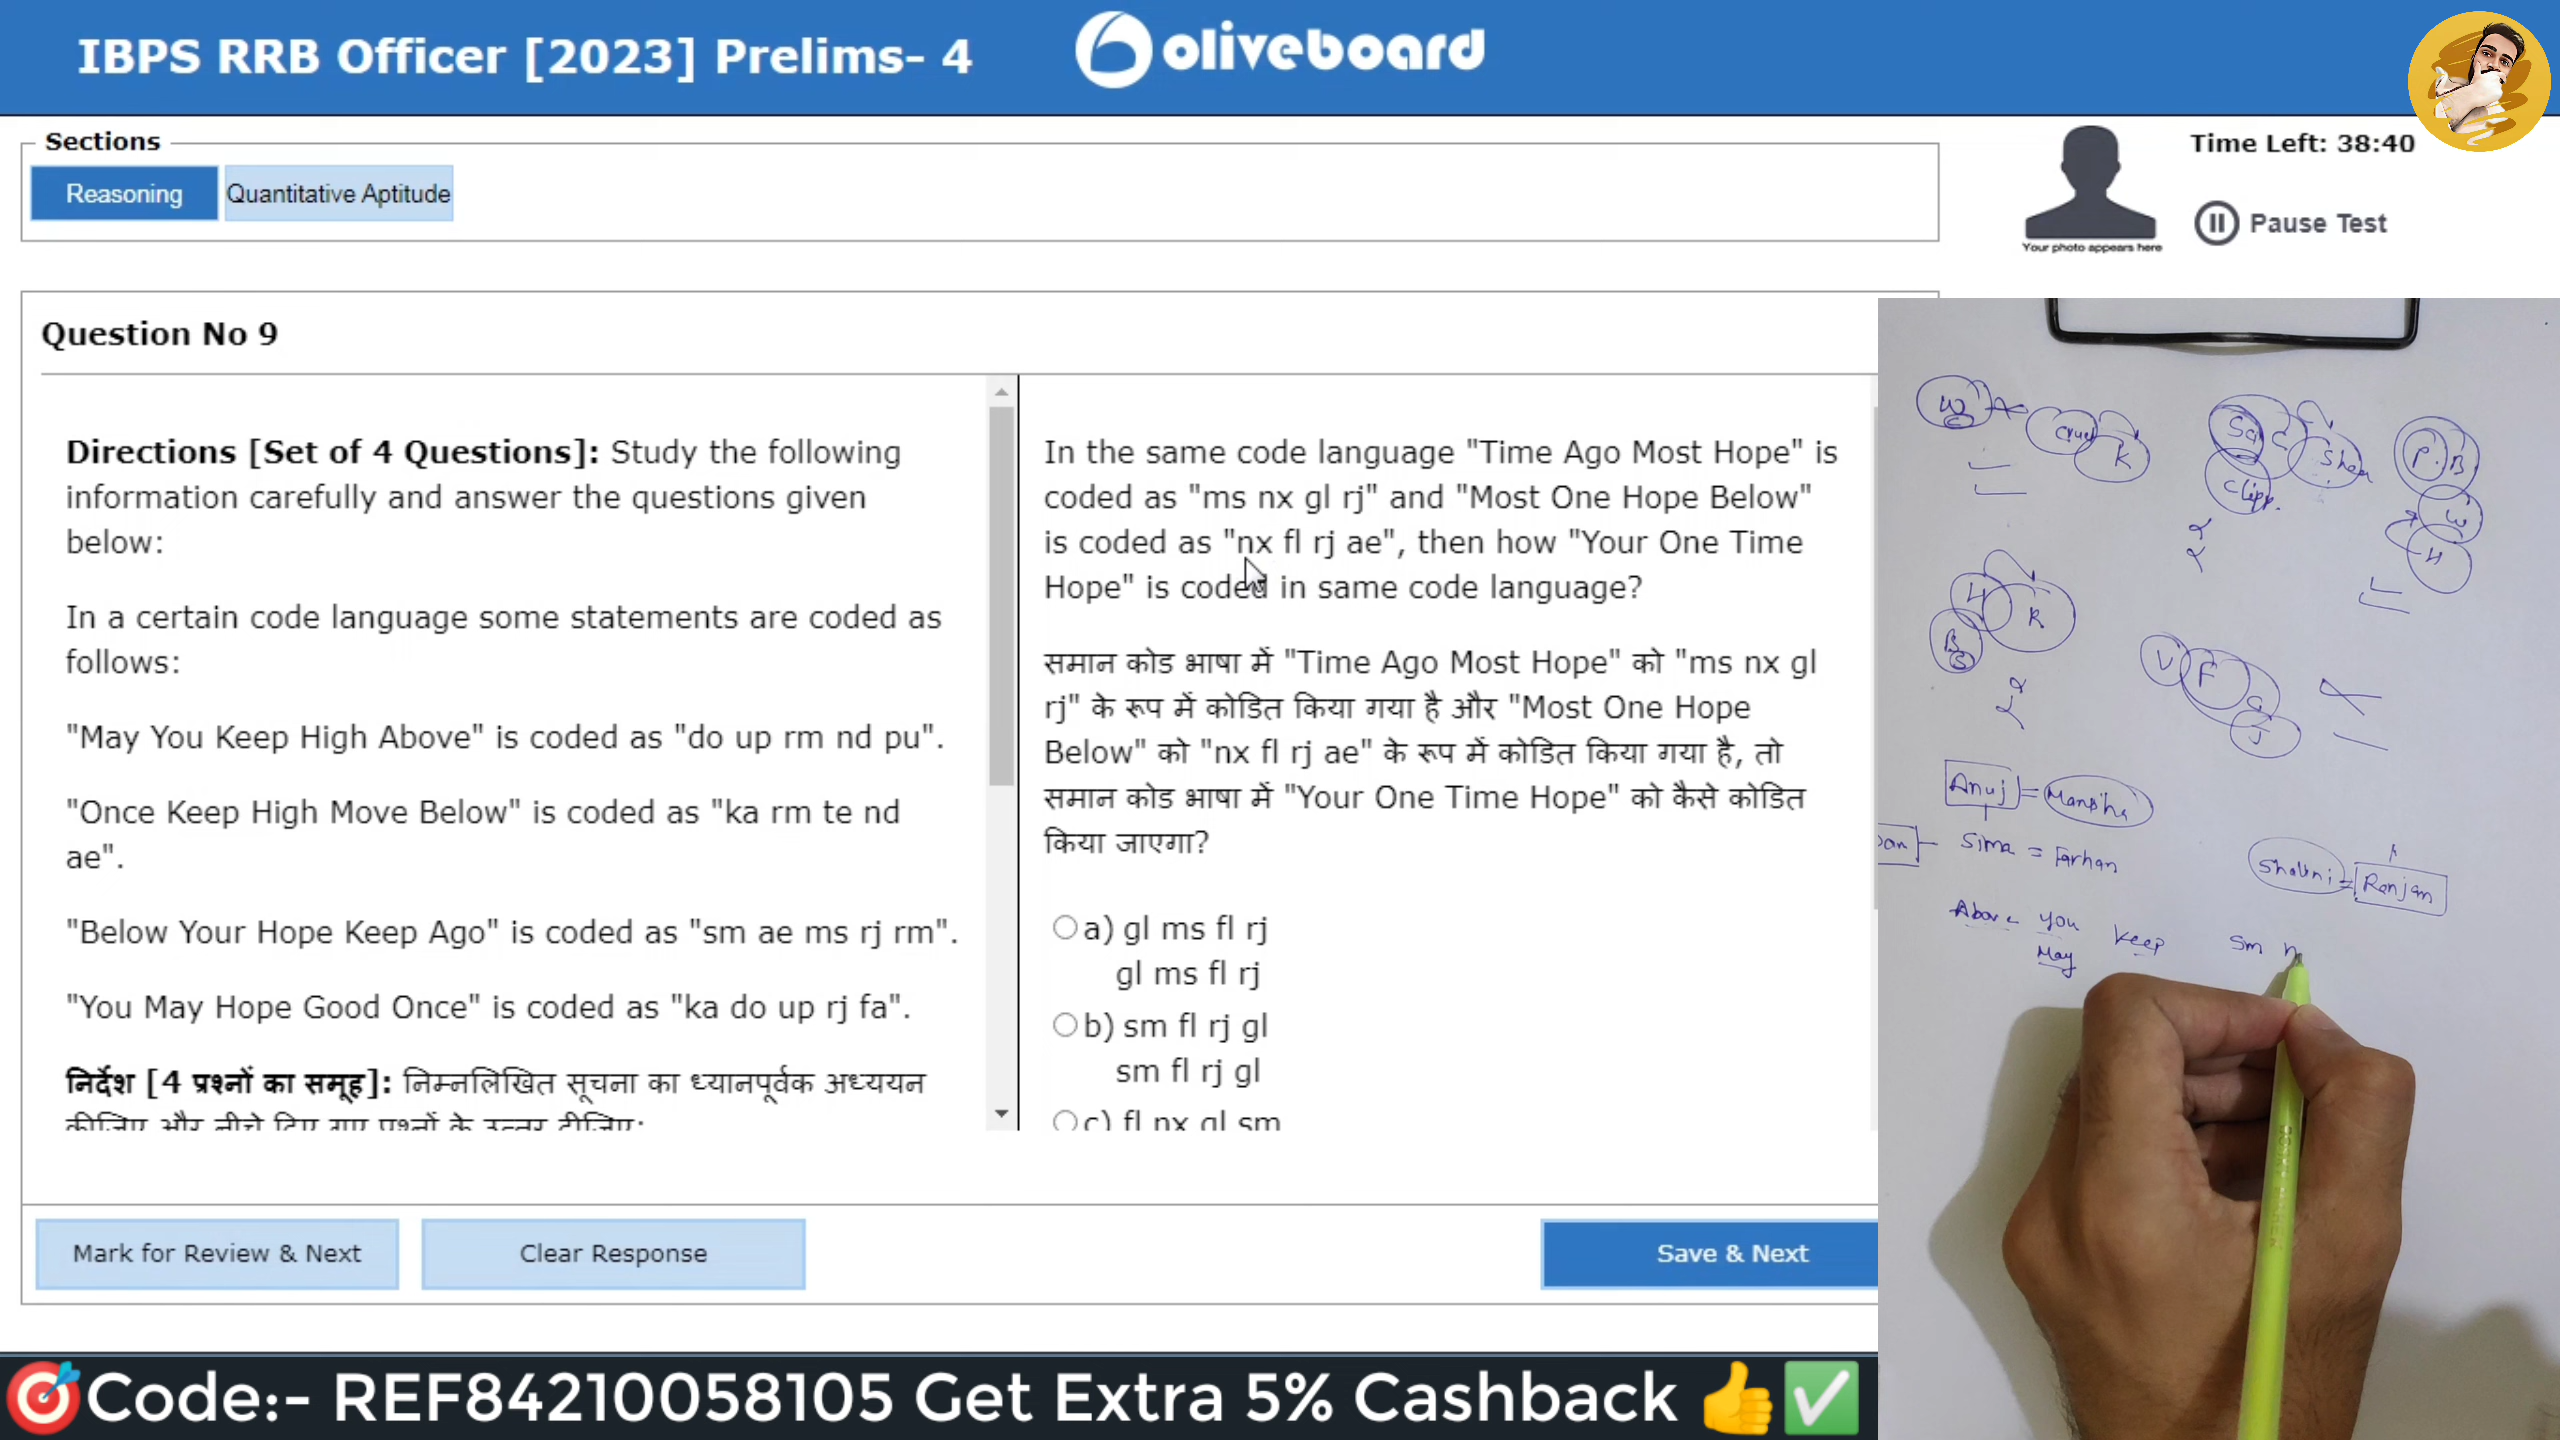 IBPS RRB Officer [2023] Prelims- 4
oliveboard
Sections
Reasoning
Quantitative Aptitude
Time Left: 38:40
Pause Test
Your photo appears here
Question No 9
Directions [Set of 4 Questions]: Study the following
information carefully and answer the questions given
below:
In a certain code language some statements are coded as
follows:
"May You Keep High Above" is coded as "do up rm nd pu".
"Once Keep High Move Below" is coded as "ka rm te nd
ae".
"Below Your Hope Keep Ago" is coded as "sm ae ms rj rm".
"You May Hope Good Once" is coded as "ka do up rj fa".
निर्देश [4 प्रश्नों का समूह]: निम्नलिखित सूचना का ध्यानपूर्वक अध्ययन
कीजिए और नीचे दिए गए प्रश्नों के उत्तर दीजिए:
In the same code language "Time Ago Most Hope" is
coded as "ms nx gl rj" and "Most One Hope Below"
is coded as "nx fl rj ae", then how "Your One Time
Hope" is coded in same code language?
समान कोड भाषा में "Time Ago Most Hope" को "ms nx gl
rj" के रूप में कोडित किया गया है और "Most One Hope
Below" को "nx fl rj ae" के रूप में कोडित किया गया है, तो
समान कोड भाषा में "Your One Time Hope" को कैसे कोडित
किया जाएगा?
a) gl ms fl rj
gl ms fl rj
b) sm fl rj gl
sm fl rj gl
c) fl nx gl sm
Mark for Review & Next
Clear Response
Save & Next
Code:- REF84210058105 Get Extra 5% Cashback
Anuj = Mansha
Sima = Farhan
Shalini = Ranjan
Above you keep
May
sm